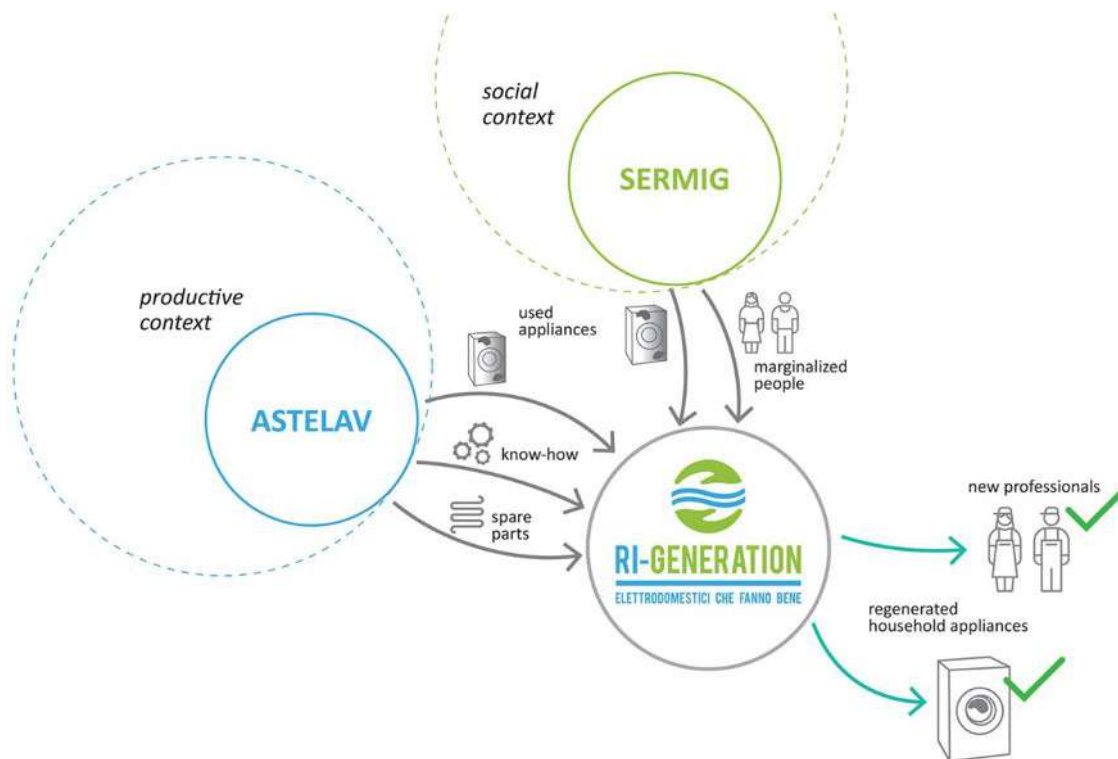 social
context
SERMIG
productive
context
ASTELAV
used
appliances
marginalized
people
know-how
spare
parts
RI-GENERATION
ELETTRODOMESTICI CHE FANNO BENE
new professionals
regenerated
household appliances